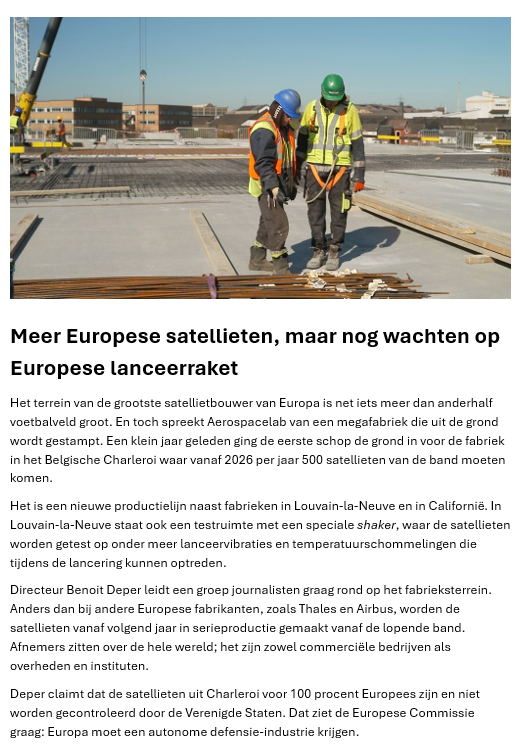 Meer Europese satellieten, maar nog wachten op
Europese lanceerraket
Het terrein van de grootste satellietbouwer van Europa is net iets meer dan anderhalf
voetbalveld groot. En toch spreekt Aerospacelab van een megafabriek die uit de grond
wordt gestampt. Een klein jaar geleden ging de eerste schop de grond in voor de fabriek
in het Belgische Charleroi waar vanaf 2026 per jaar 500 satellieten van de band moeten
komen.
Het is een nieuwe productielijn naast fabrieken in Louvain-la-Neuve en in Californië. In
Louvain-la-Neuve staat ook een testruimte met een speciale shaker, waar de satellieten
worden getest op onder meer lanceervibraties en temperatuurschommelingen die
tijdens de lancering kunnen optreden.
Directeur Benoit Deper leidt een groep journalisten graag rond op het fabrieksterrein.
Anders dan bij andere Europese fabrikanten, zoals Thales en Airbus, worden de
satellieten vanaf volgend jaar in serieproductie gemaakt vanaf de lopende band.
Afnemers zitten over de hele wereld; het zijn zowel commerciële bedrijven als
overheden en instituten.
Deper claimt dat de satellieten uit Charleroi voor 100 procent Europees zijn en niet
worden gecontroleerd door de Verenigde Staten. Dat ziet de Europese Commissie
graag: Europa moet een autonome defensie-industrie krijgen.